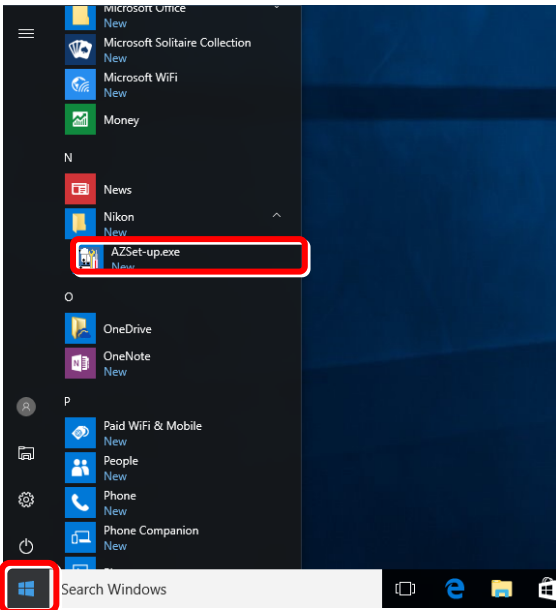 Microsoft Office
New
Microsoft Solitaire Collection
New
Microsoft WiFi
New
Money
N
News
Nikon
New
AZSet-up.exe
New
O
OneDrive
OneNote
New
P
Paid WiFi & Mobile
New
People
New
Phone
New
Phone Companion
New
Search Windows